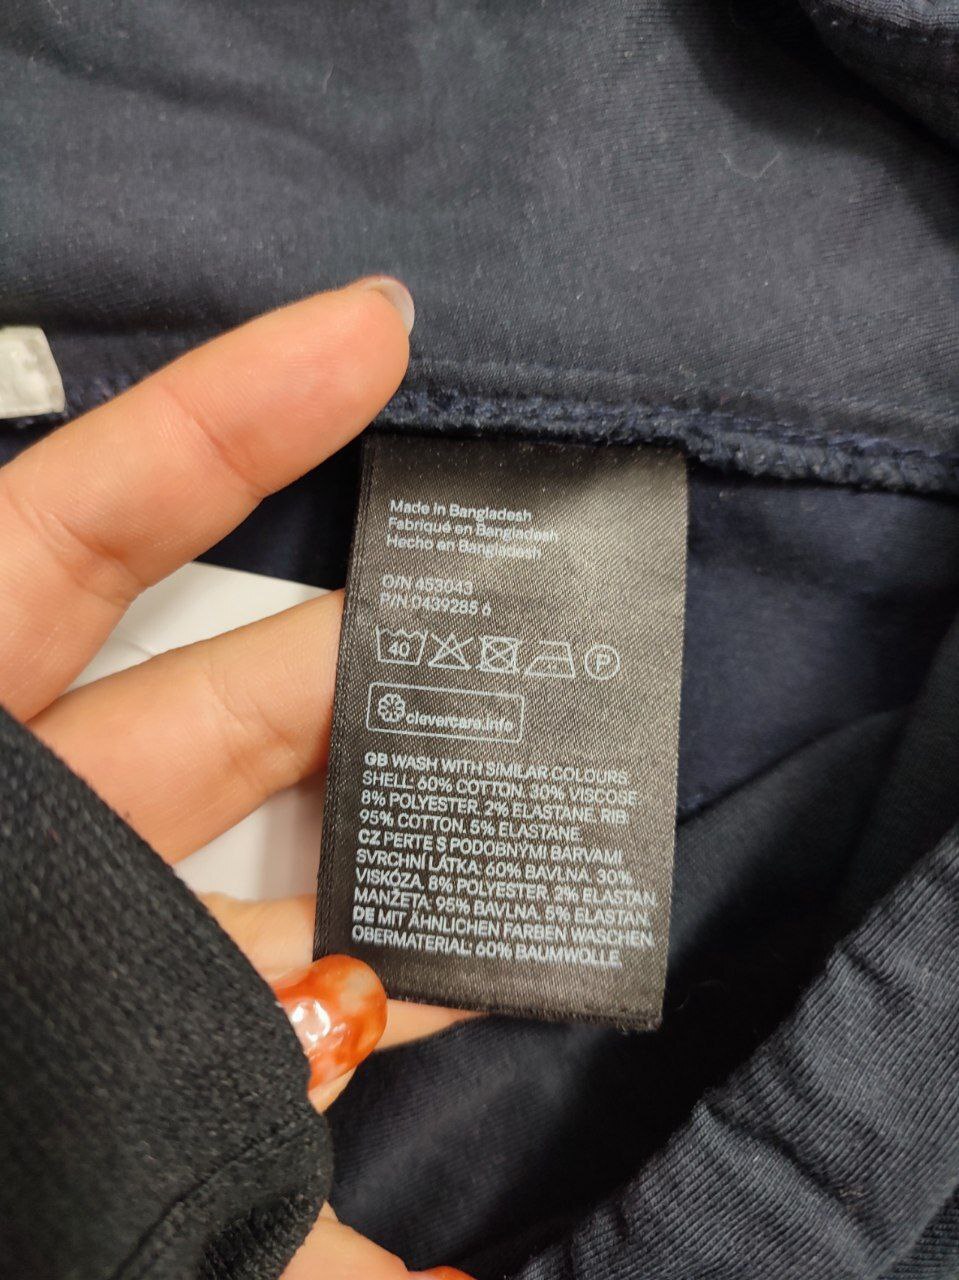 Made in Bangladesh
Fabriqué en Bangladesh
Hecho en Bangladesh
O/N 453043
P/N 0439285 6
40 P
clevercare.info
GB WASH WITH SIMILAR COLOURS
SHELL: 60% COTTON. 30% VISCOSE.
8% POLYESTER. 2% ELASTANE. RIB:
95% COTTON. 5% ELASTANE.
CZ PERTE S PODOBNÝMI BARVAMI
SVRCHNÍ LÁTKA: 60% BAVLNA. 30%
VISKÓZA. 8% POLYESTER. 2% ELASTAN.
MANŽETA: 95% BAVLNA. 5% ELASTAN.
DE MIT ÄHNLICHEN FARBEN WASCHEN.
OBERMATERIAL: 60% BAUMWOLLE.